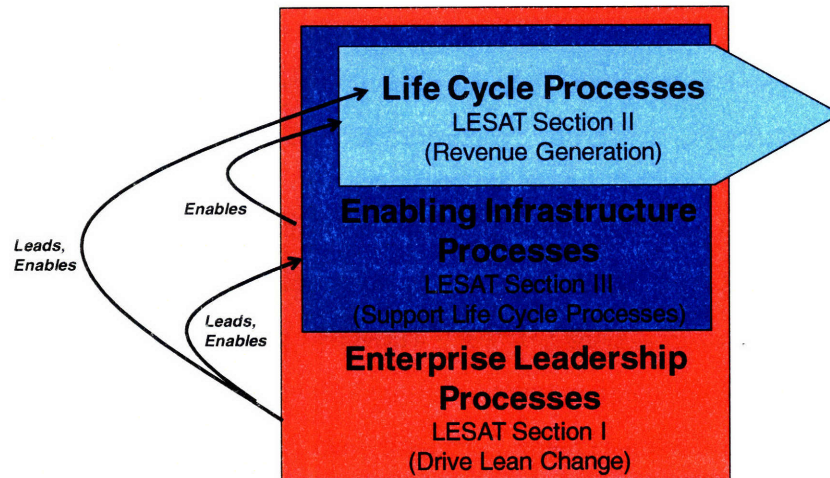 Life Cycle Processes
LESAT Section II
(Revenue Generation)
Enables
Enabling Infrastructure
Processes
LESAT Section III
(Support Life Cycle Processes)
Leads,
Enables
Leads,
Enables
Enterprise Leadership
Processes
LESAT Section I
(Drive Lean Change)